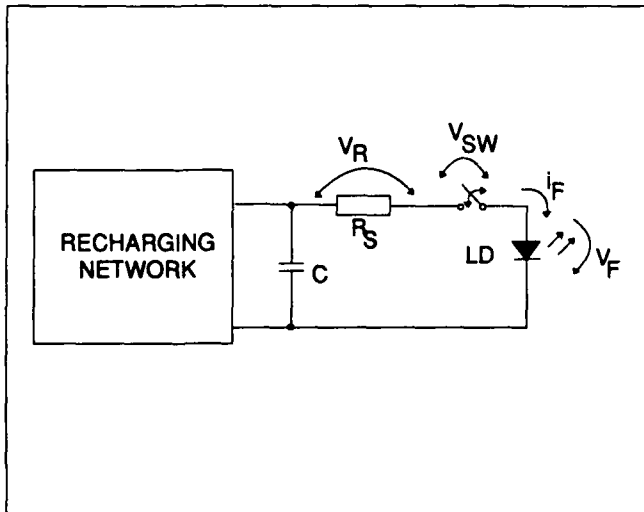 V_SW
V_R
i_F
RECHARGING
NETWORK
R_S
C
LD
V_F